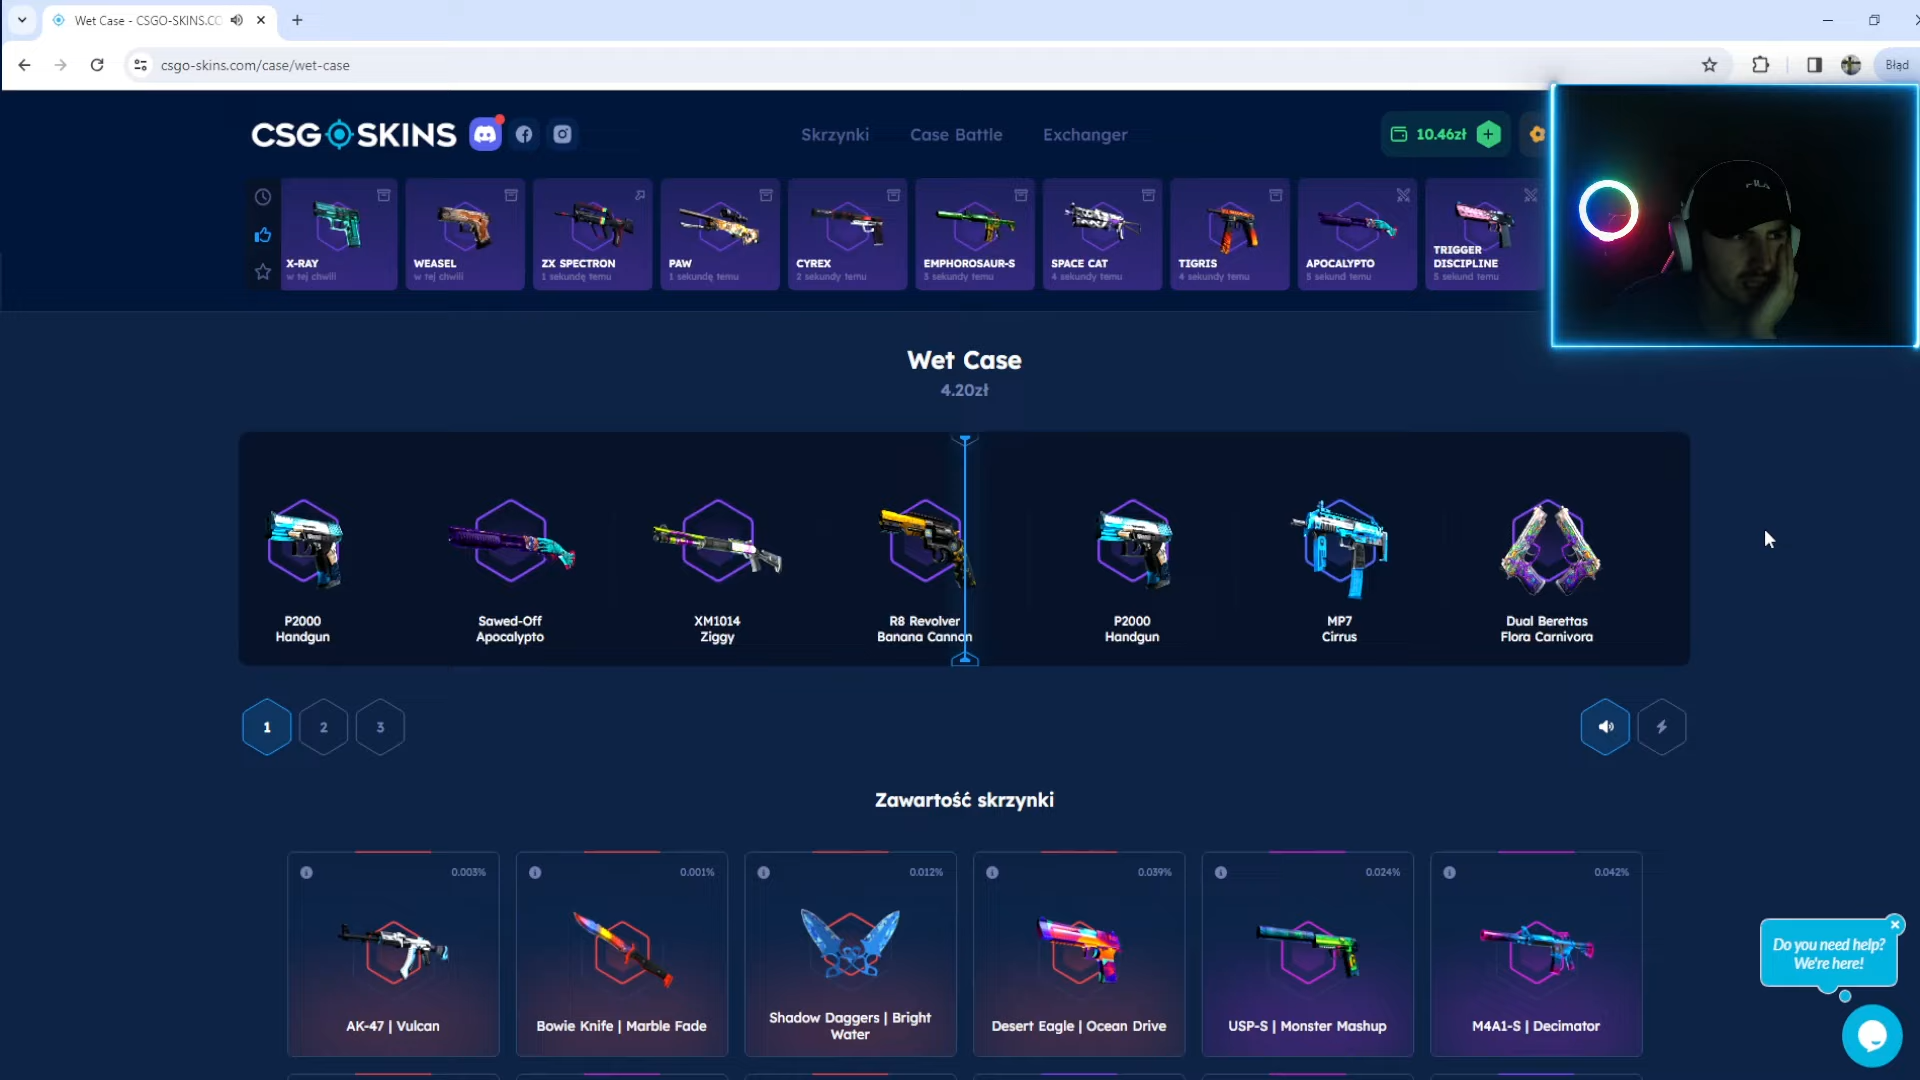 Wet Case - CSGO-SKINS.CO
csgo-skins.com/case/wet-case
Błąd
CSGO SKINS
Skrzynki
Case Battle
Exchanger
10.46zł
X-RAY
w tej chwili
WEASEL
w tej chwili
ZX SPECTRON
1 sekundę temu
PAW
1 sekundę temu
CYREX
2 sekundy temu
EMPHOROSAUR-S
3 sekundy temu
SPACE CAT
4 sekundy temu
TIGRIS
4 sekundy temu
APOCALYPTO
5 sekund temu
TRIGGER
DISCIPLINE
5 sekund temu
FILA
Wet Case
4.20zł
P2000
Handgun
Sawed-Off
Apocalypto
XM1014
Ziggy
R8 Revolver
Banana Cannon
P2000
Handgun
MP7
Cirrus
Dual Berettas
Flora Carnivora
1
2
3
Zawartość skrzynki
0.003%
AK-47 | Vulcan
0.001%
Bowie Knife | Marble Fade
0.012%
Shadow Daggers | Bright
Water
0.039%
Desert Eagle | Ocean Drive
0.024%
USP-S | Monster Mashup
0.042%
M4A1-S | Decimator
Do you need help?
We're here!